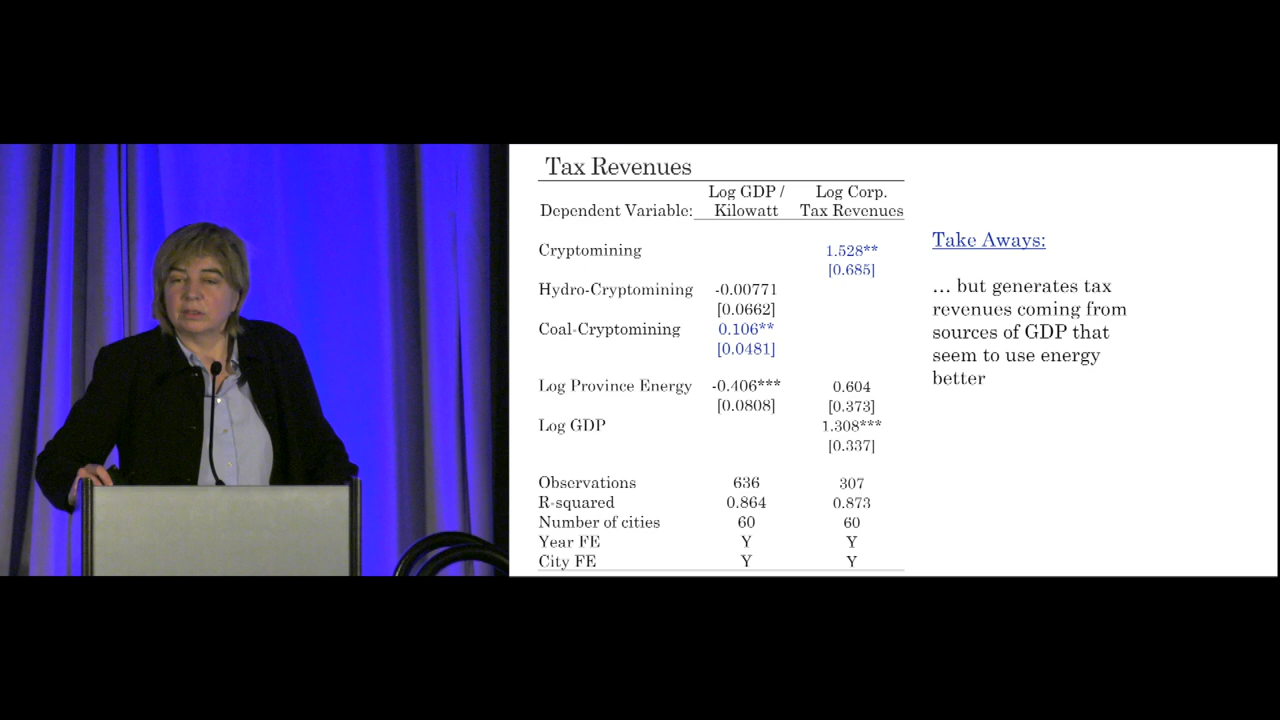 Tax Revenues
Dependent Variable: Log GDP / Kilowatt Log Corp. Tax Revenues
Cryptomining 1.528**
[0.685]
Hydro-Cryptomining -0.00771
[0.0662]
Coal-Cryptomining 0.106**
[0.0481]
Log Province Energy -0.406*** 0.604
[0.0808] [0.373]
Log GDP 1.308***
[0.337]
Observations 636 307
R-squared 0.864 0.873
Number of cities 60 60
Year FE Y Y
City FE Y Y
Take Aways:
… but generates tax
revenues coming from
sources of GDP that
seem to use energy
better